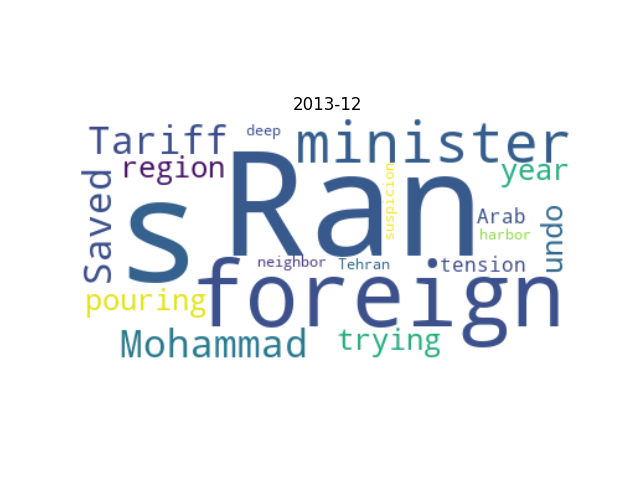 2013-12
Tariff deep minister
region year
Saved s Ran suspicion Arab undo
harbor
neighbor Tehran tension
pouring foreign
Mohammad trying